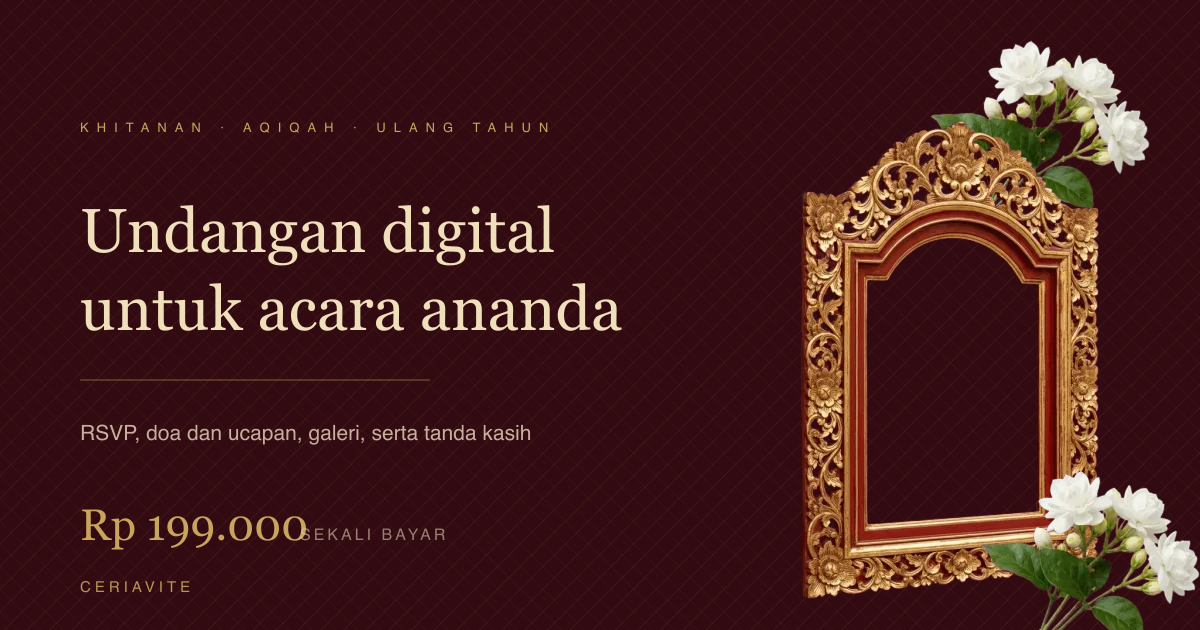 KHITANAN · AQIQAH · ULANG TAHUN
Undangan digital
untuk acara ananda
RSVP, doa dan ucapan, galeri, serta tanda kasih
Rp 199.000 SEKALI BAYAR
CERIAVITE